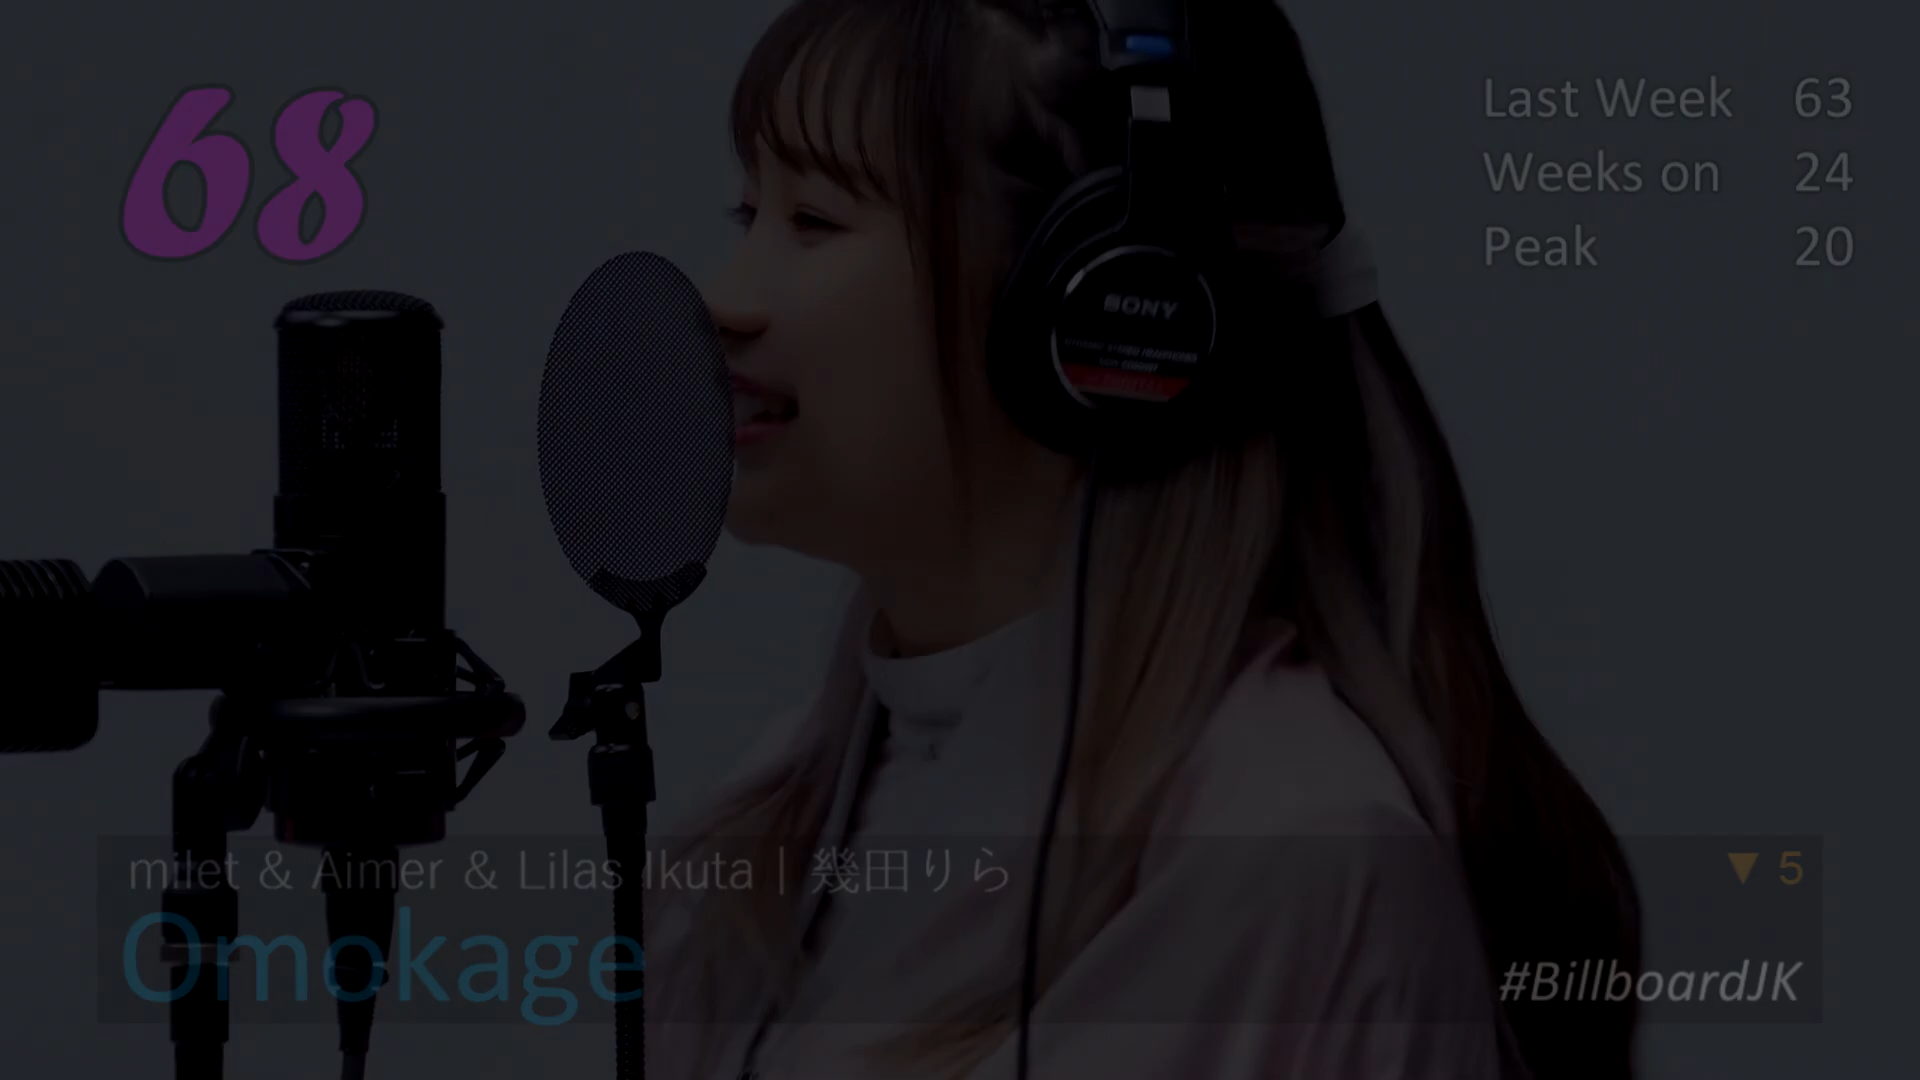 68
Last Week 63
Weeks on 24
Peak 20
SONY
milet & Aimer & Lilas Ikuta | 幾田りら
▼ 5
Omokage
#BillboardJK